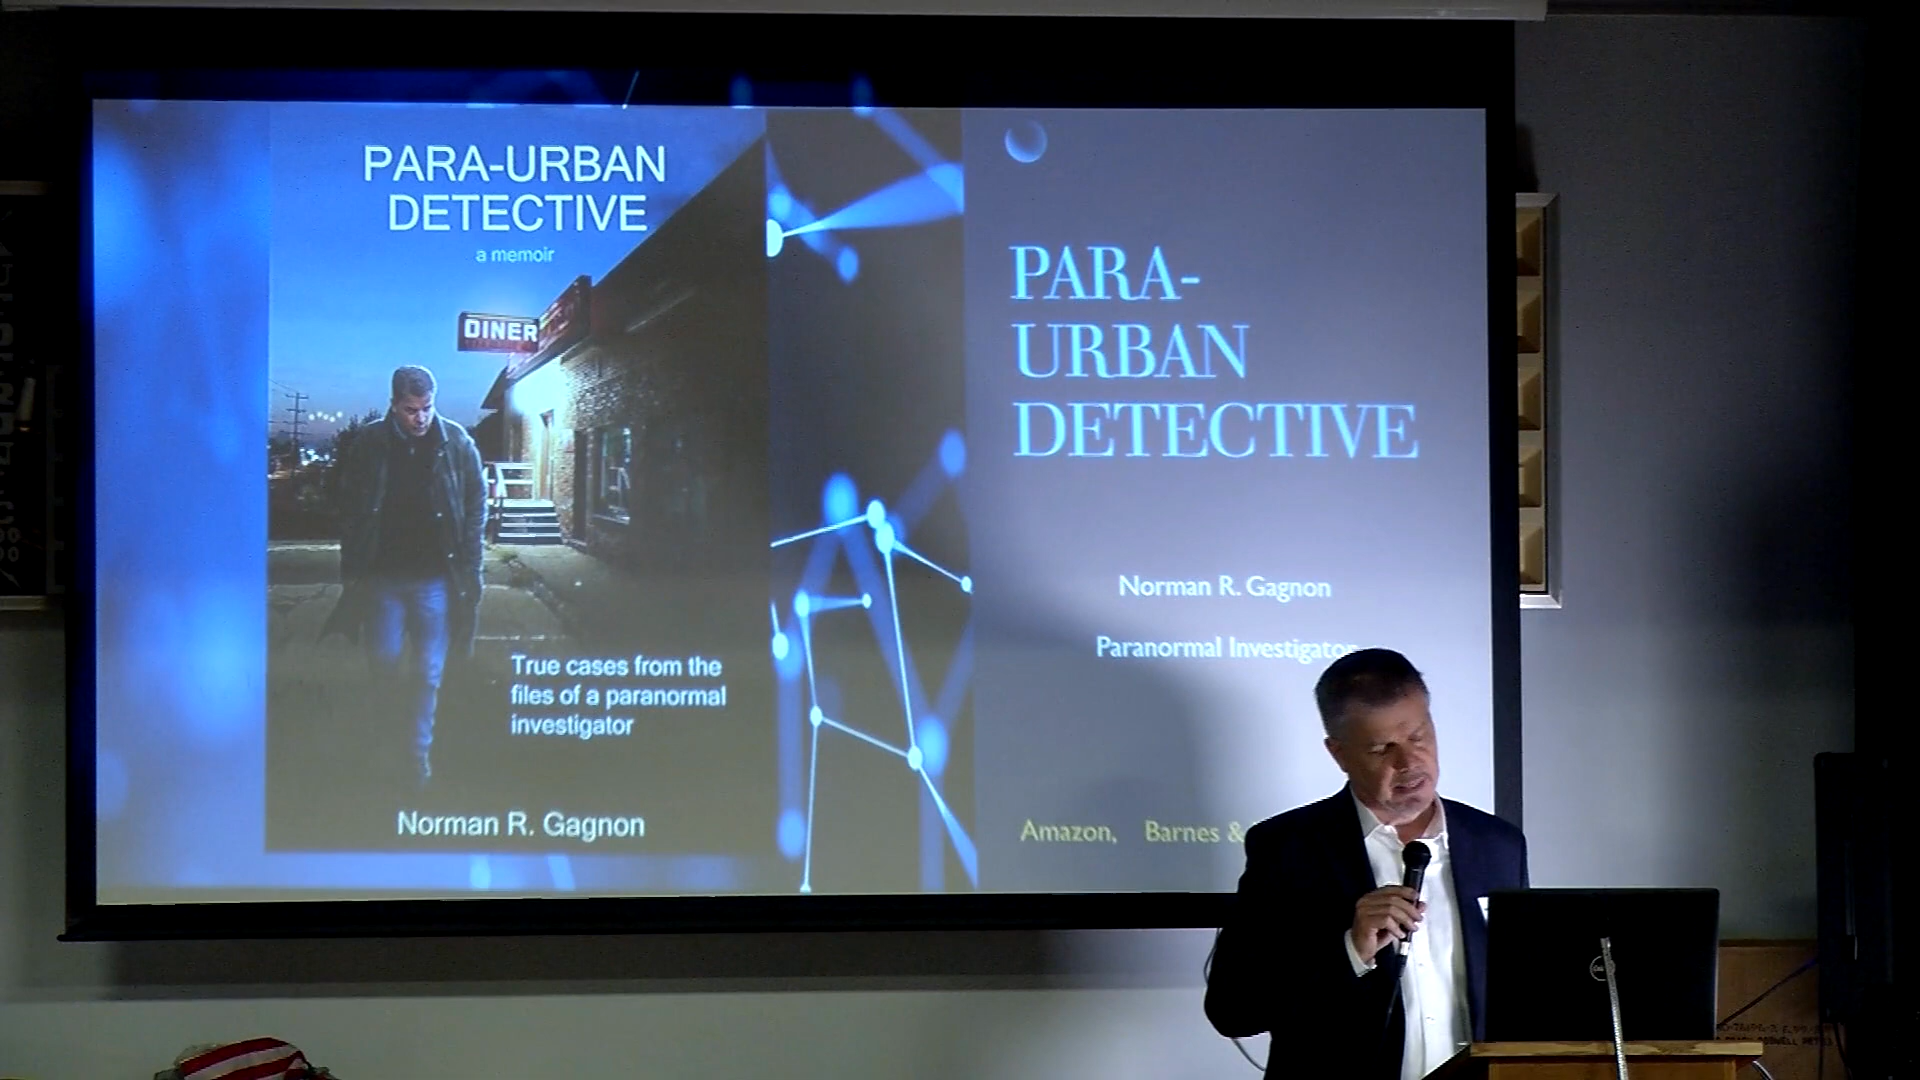 PARA-URBAN
DETECTIVE
a memoir
DINER
True cases from the
files of a paranormal
investigator
Norman R. Gagnon
PARA-
URBAN
DETECTIVE
Norman R. Gagnon
Paranormal Investigator
Amazon, Barnes &